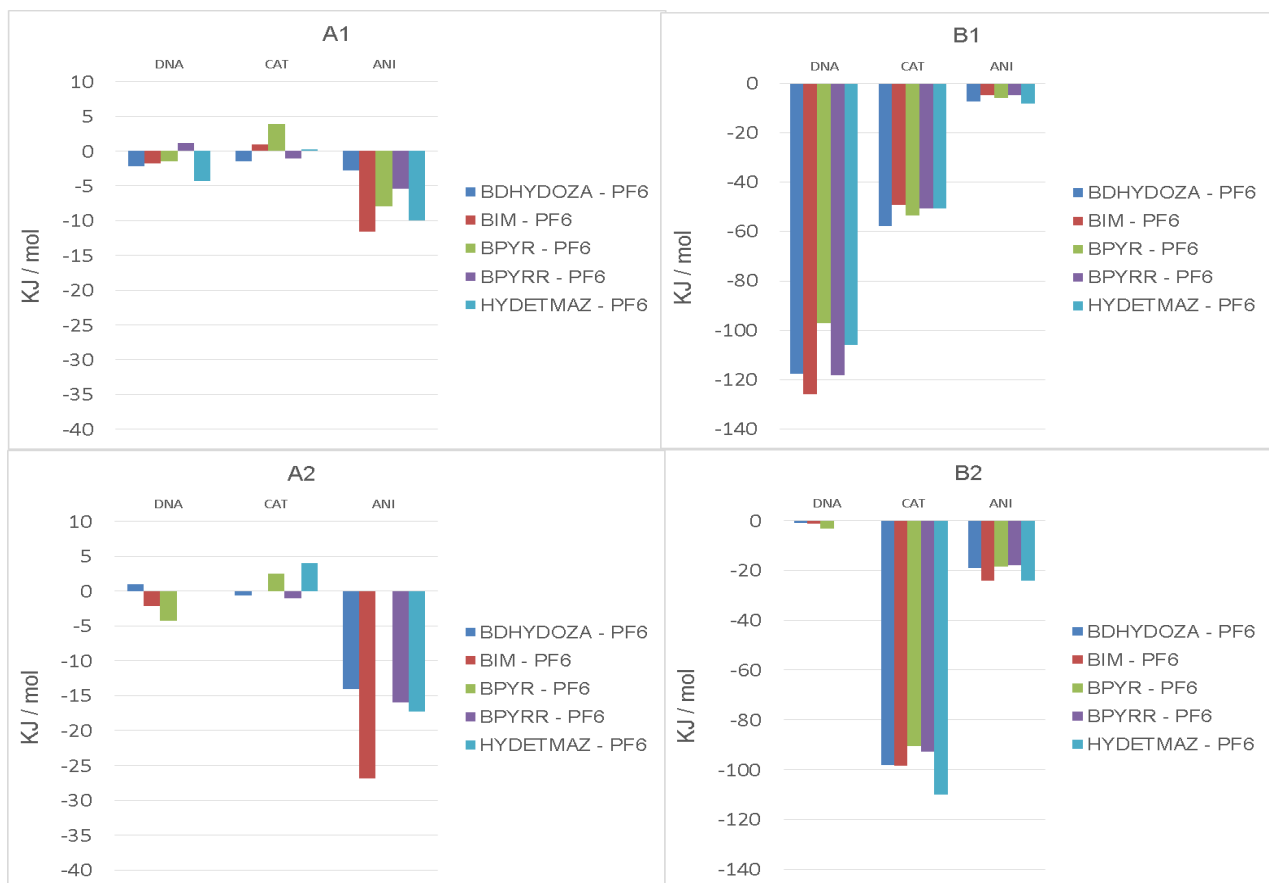 A1
DNA CAT ANI
10
5
0
-5
-10
-15
-20
-25
-30
-35
-40
KJ / mol
BDHYDOZA - PF6
BIM - PF6
BPYR - PF6
BPYRR - PF6
HYDETMAZ - PF6
B1
DNA CAT ANI
0
-20
-40
-60
-80
-100
-120
-140
KJ / mol
BDHYDOZA - PF6
BIM - PF6
BPYR - PF6
BPYRR - PF6
HYDETMAZ - PF6
A2
DNA CAT ANI
10
5
0
-5
-10
-15
-20
-25
-30
-35
-40
KJ / mol
BDHYDOZA - PF6
BIM - PF6
BPYR - PF6
BPYRR - PF6
HYDETMAZ - PF6
B2
DNA CAT ANI
0
-20
-40
-60
-80
-100
-120
-140
KJ / mol
BDHYDOZA - PF6
BIM - PF6
BPYR - PF6
BPYRR - PF6
HYDETMAZ - PF6